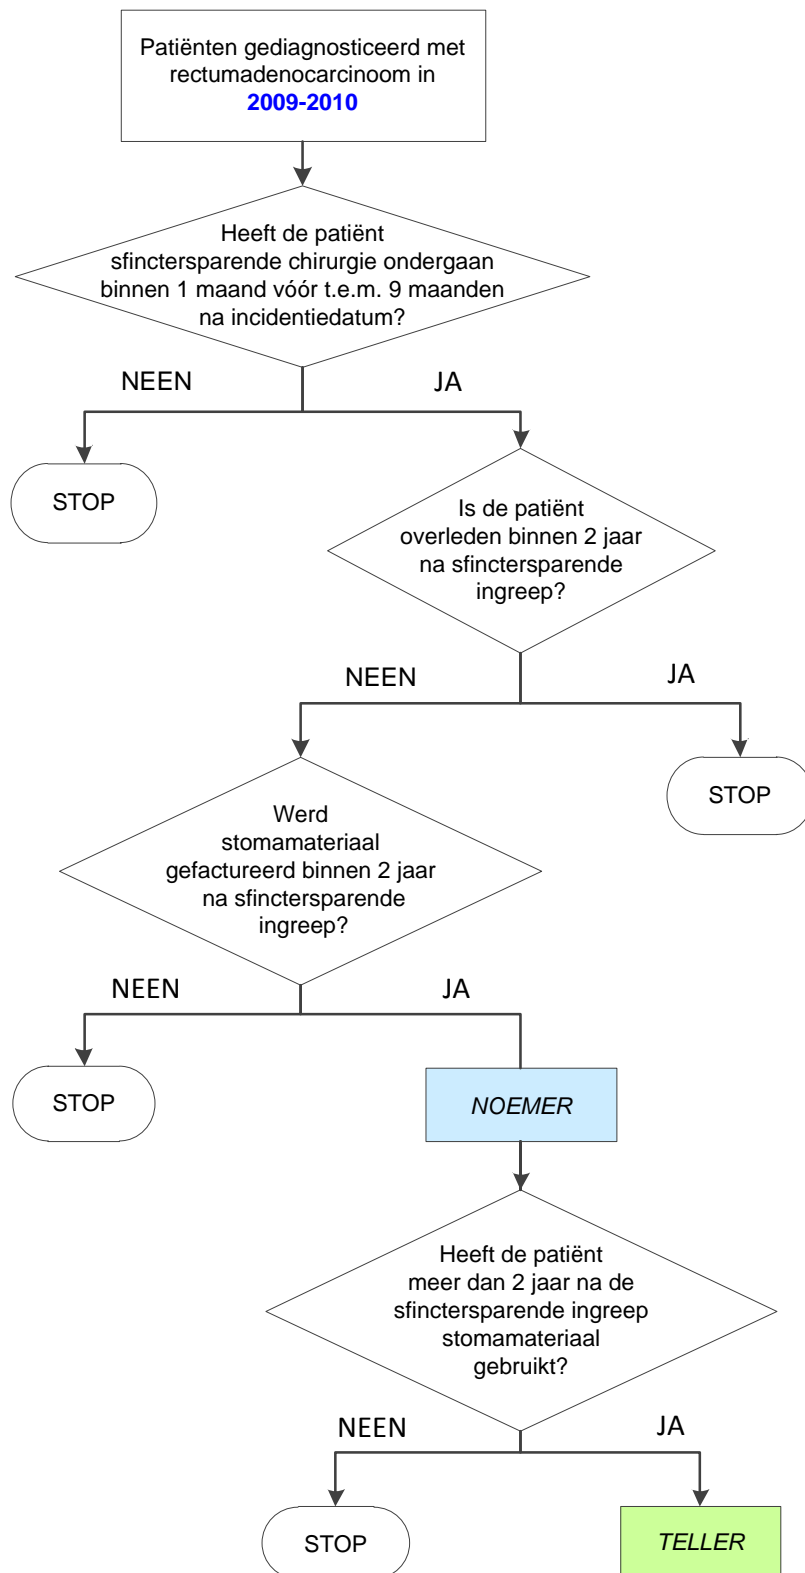 Patiënten gediagnosticeerd met
rectumadenocarcinoom in
2009-2010
Heeft de patiënt
sfinctersparende chirurgie ondergaan
binnen 1 maand vóór t.e.m. 9 maanden
na incidentiedatum?
NEEN
JA
STOP
Is de patiënt
overleden binnen 2 jaar
na sfinctersparende
ingreep?
NEEN
JA
STOP
Werd
stomamateriaal
gefactureerd binnen 2 jaar
na sfinctersparende
ingreep?
NEEN
JA
STOP
NOEMER
Heeft de patiënt
meer dan 2 jaar na de
sfinctersparende ingreep
stomamateriaal
gebruikt?
NEEN
JA
STOP
TELLER